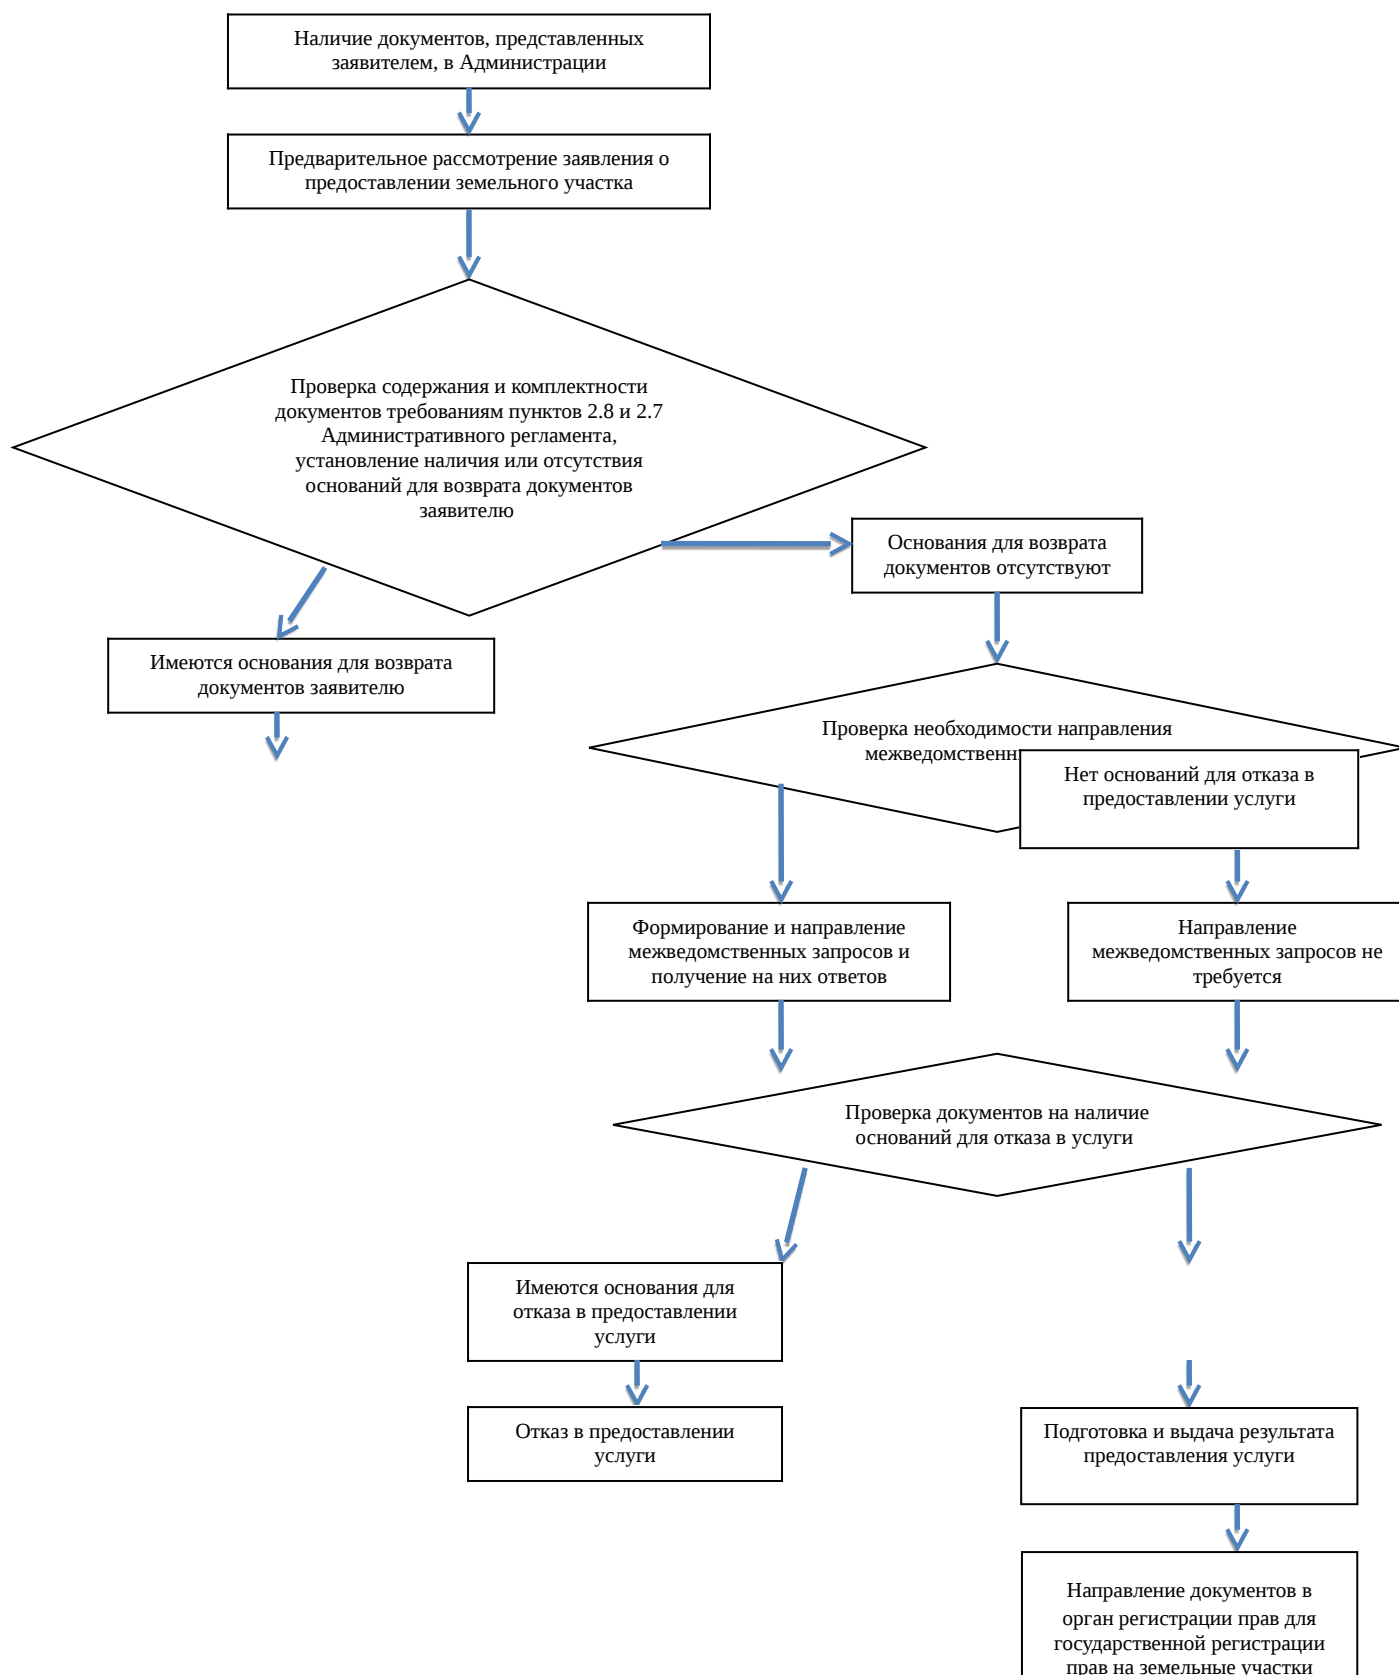 Наличие документов, представленных
заявителем, в Администрации
Предварительное рассмотрение заявления о
предоставлении земельного участка
Проверка содержания и комплектности
документов требованиям пунктов 2.8 и 2.7
Административного регламента,
установление наличия или отсутствия
оснований для возврата документов
заявителю
Основания для возврата
документов отсутствуют
Имеются основания для возврата
документов заявителю
Проверка необходимости направления
Нет оснований для отказа в
предоставлении услуги
Формирование и направление
межведомственных запросов и
получение на них ответов
Направление
межведомственных запросов не
требуется
Проверка документов на наличие
оснований для отказа в услуги
Имеются основания для
отказа в предоставлении
услуги
Отказ в предоставлении
услуги
Подготовка и выдача результата
предоставления услуги
Направление документов в
орган регистрации прав для
государственной регистрации
прав на земельные участки